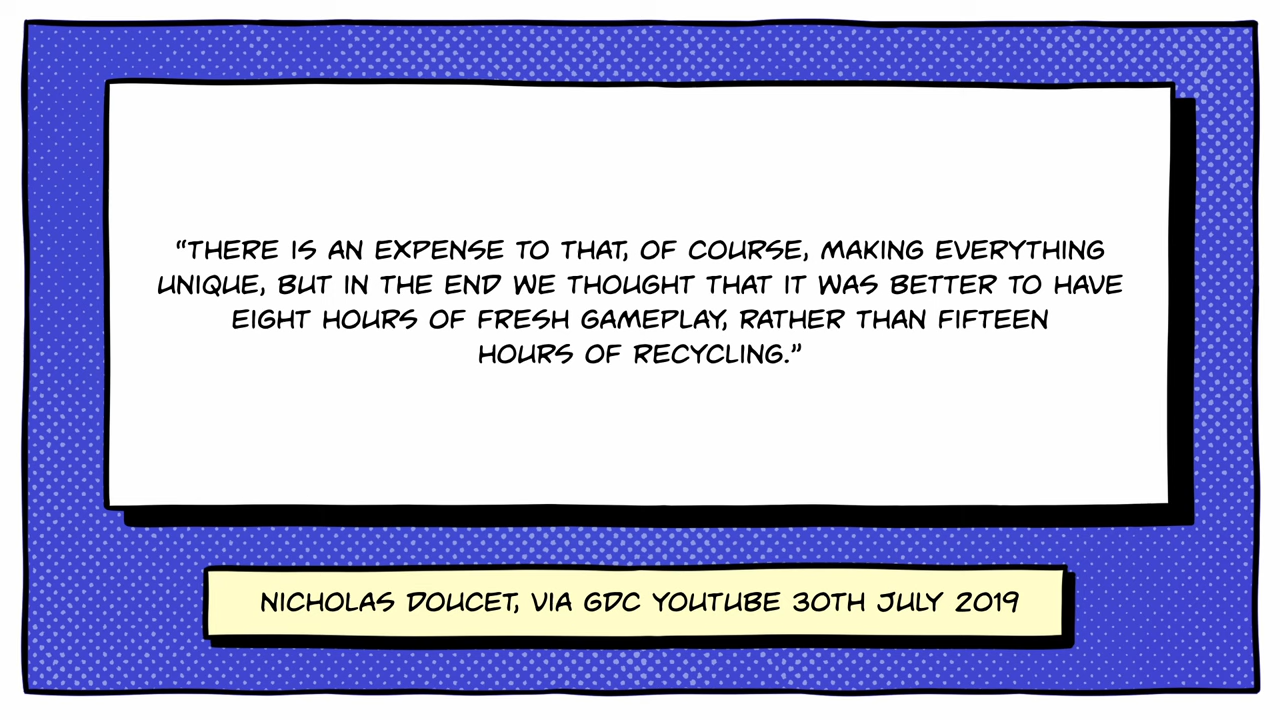 “THERE IS AN EXPENSE TO THAT, OF COURSE, MAKING EVERYTHING
UNIQUE, BUT IN THE END WE THOUGHT THAT IT WAS BETTER TO HAVE
EIGHT HOURS OF FRESH GAMEPLAY, RATHER THAN FIFTEEN
HOURS OF RECYCLING.”
NICHOLAS DOUCET, VIA GDC YOUTUBE 30TH JULY 2019